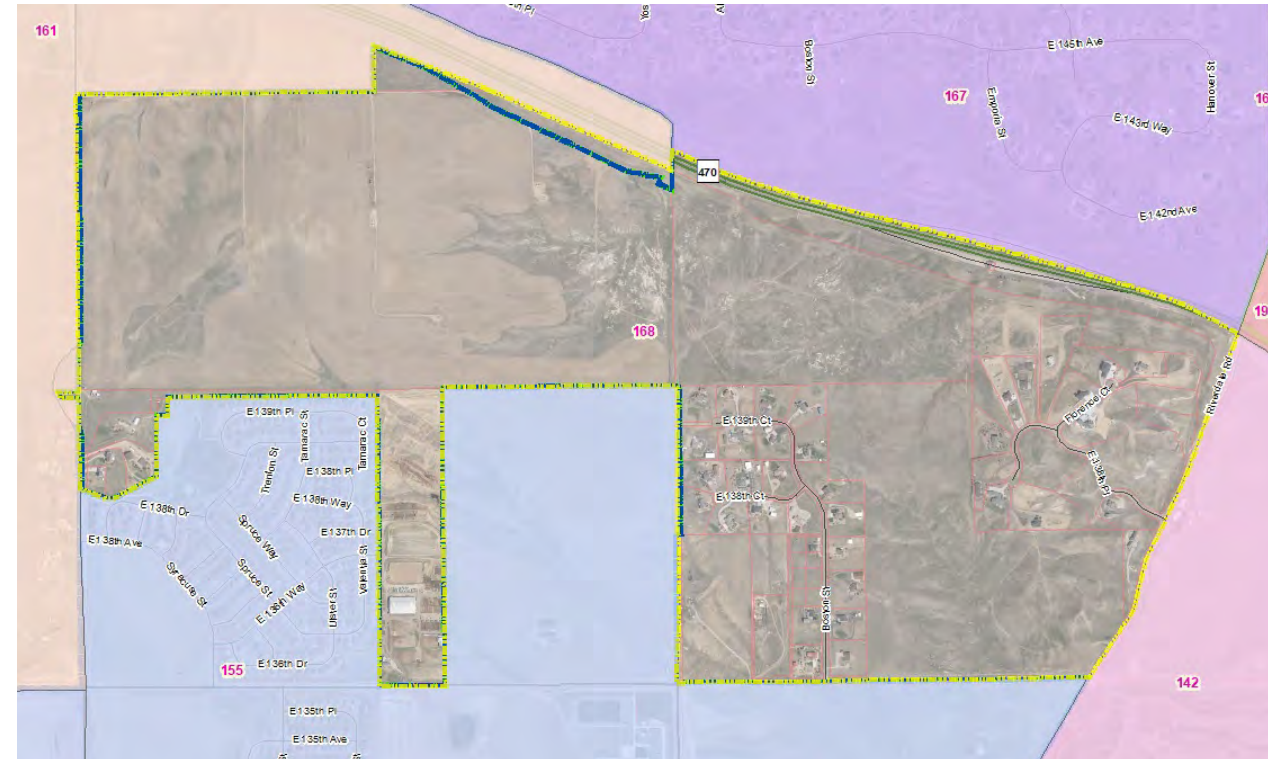 161
E 145th Ave
Boston St
Hanover St
167
Emporia St
E 143rd Way
470
E 142nd Ave
168
Riverdale Rd
E 139th Pl
Tamarac St
Tamarac Ct
E 139th Ct
Florence Ct
Trenton St
E 138th Pl
E 138th Pl
E 138th Way
E 138th Ct
E 138th Dr
Spruce Way
E 137th Dr
E 138th Ave
Valentia St
Syracuse St
Spruce St
E 136th Way
Ulster St
Boston St
155
E 136th Dr
142
E 135th Pl
E 135th Ave